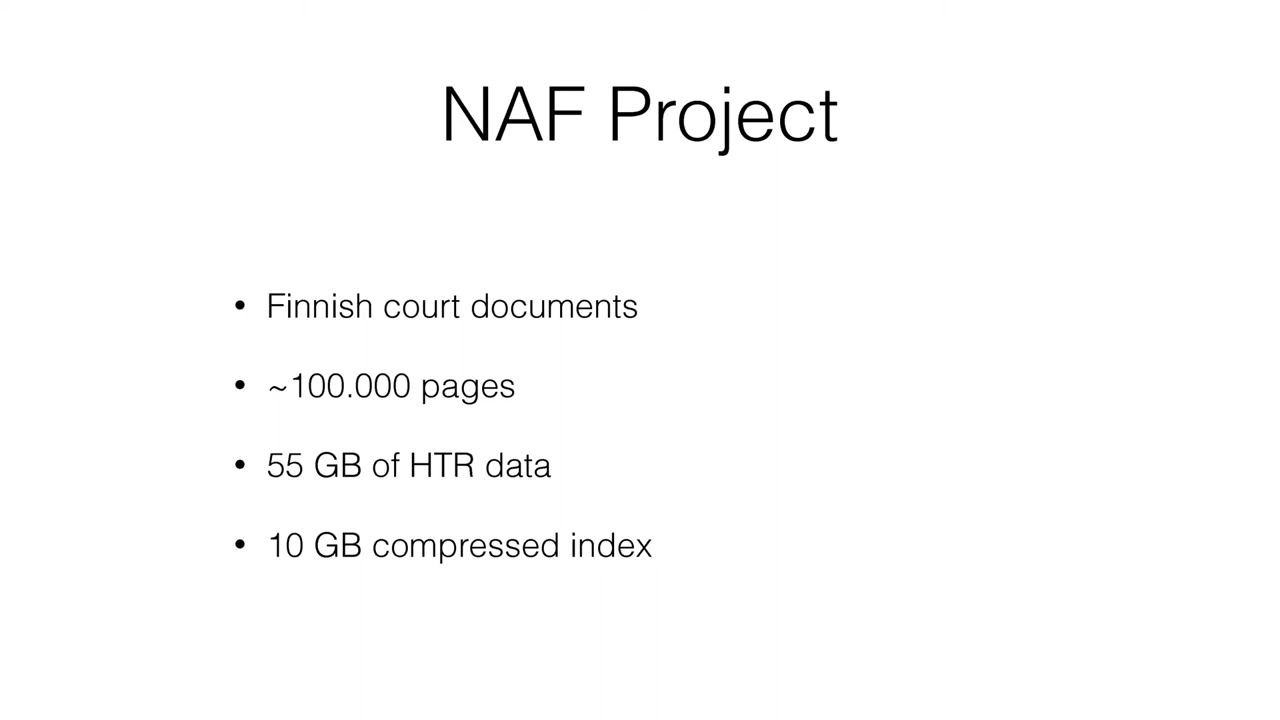 NAF Project
• Finnish court documents
• ~100.000 pages
• 55 GB of HTR data
• 10 GB compressed index